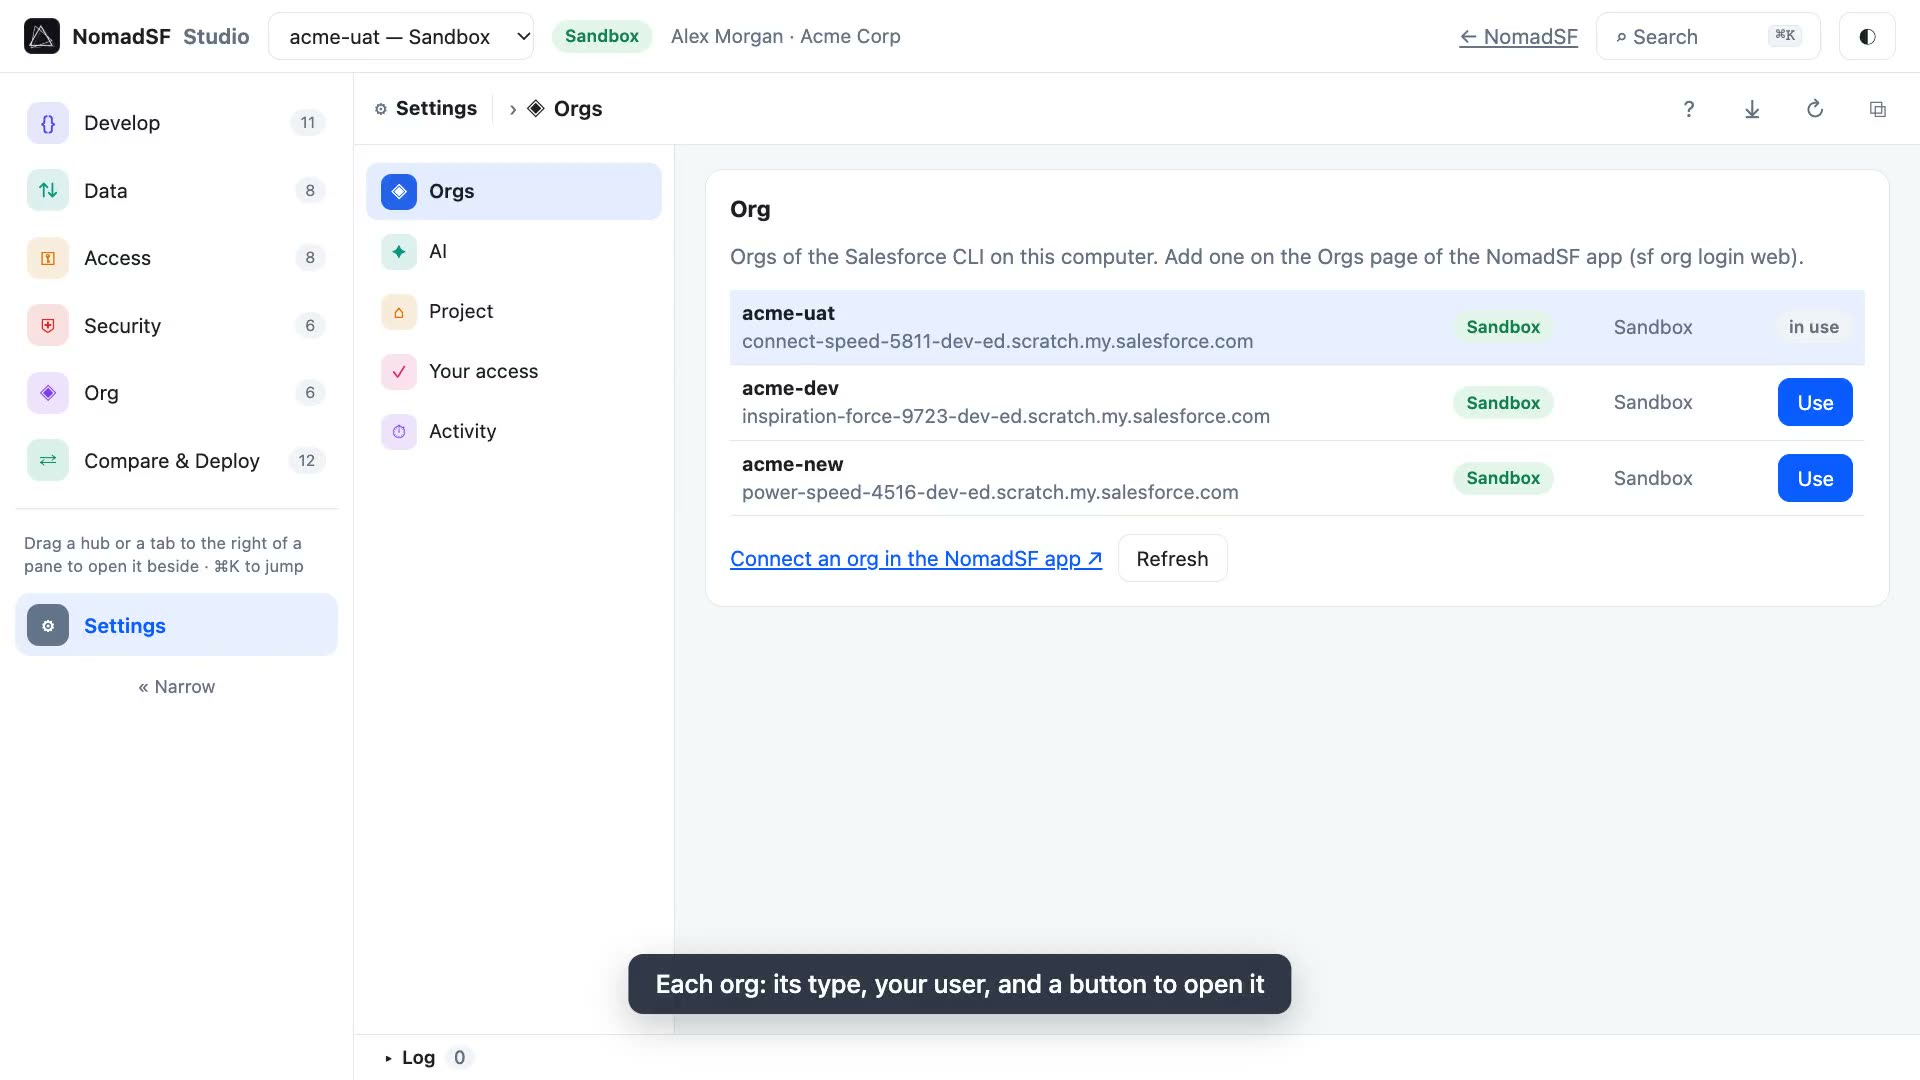 NomadSF Studio
acme-uat — Sandbox
Sandbox
Alex Morgan · Acme Corp
← NomadSF
Search ⌘K
Develop 11
Data 8
Access 8
Security 6
Org 6
Compare & Deploy 12
Drag a hub or a tab to the right of a
pane to open it beside · ⌘K to jump
Settings
« Narrow
Settings › Orgs
?
Orgs
AI
Project
Your access
Activity
Org
Orgs of the Salesforce CLI on this computer. Add one on the Orgs page of the NomadSF app (sf org login web).
acme-uat
connect-speed-5811-dev-ed.scratch.my.salesforce.com
Sandbox Sandbox in use
acme-dev
inspiration-force-9723-dev-ed.scratch.my.salesforce.com
Sandbox Sandbox Use
acme-new
power-speed-4516-dev-ed.scratch.my.salesforce.com
Sandbox Sandbox Use
Connect an org in the NomadSF app ↗ Refresh
Each org: its type, your user, and a button to open it
▸ Log 0